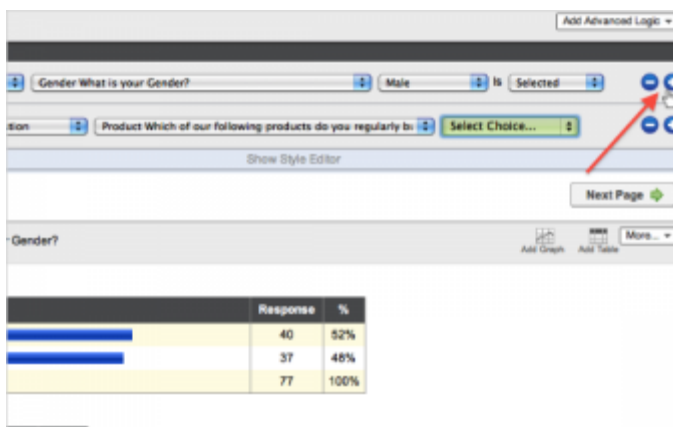 Add Advanced Logic
Gender What is your Gender? Male Is Selected
tion Product Which of our following products do you regularly b Select Choice...
Show Style Editor
Next Page
r Gender?
Add Graph Add Table More...
Response %
40 52%
37 48%
77 100%